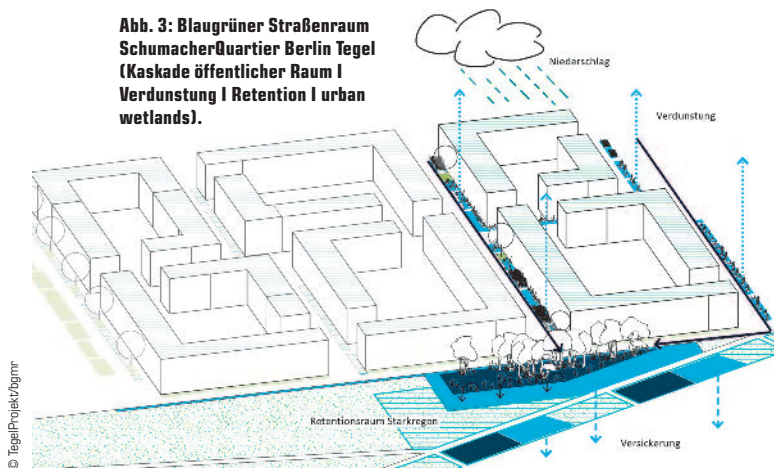 Abb. 3: Blaugrüner Straßenraum
SchumacherQuartier Berlin Tegel
(Kaskade öffentlicher Raum I
Verdunstung I Retention I urban
wetlands).
Niederschlag
Verdunstung
Retentionsraum Starkregen
Versickerung
© TegelProjekt/bgmr